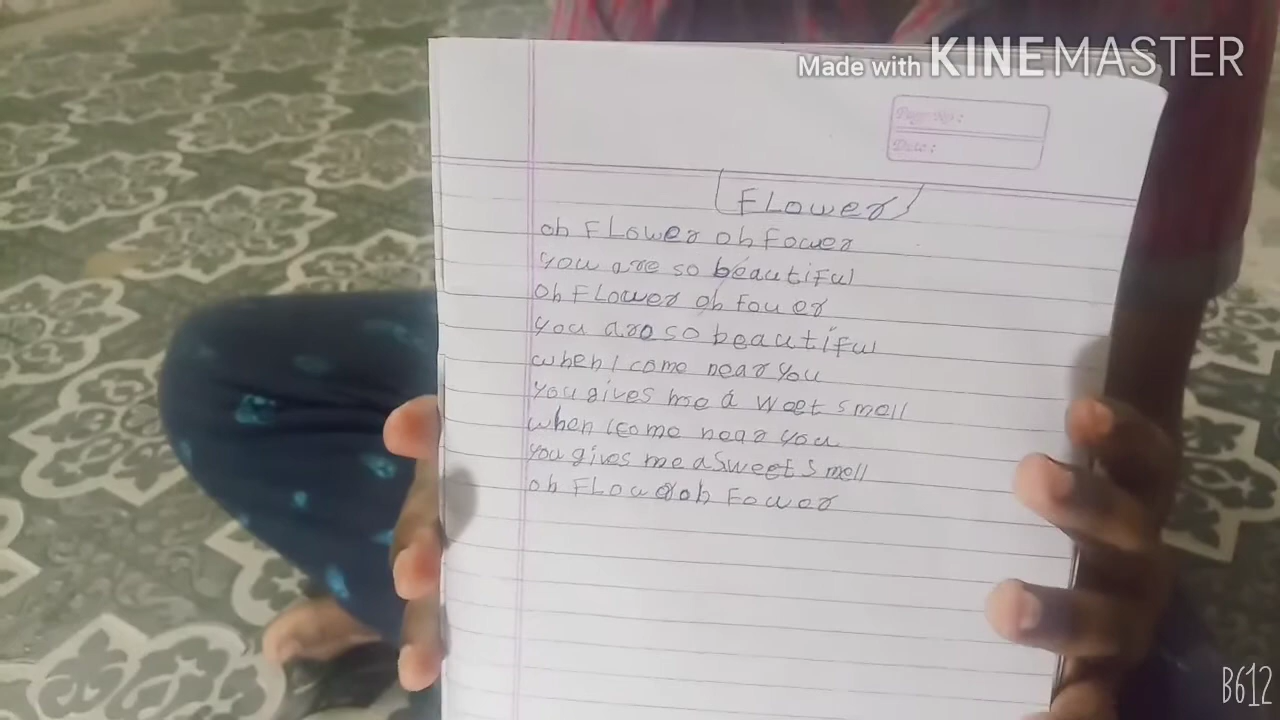 Made with KINEMASTER
Page No:
Date:
FLower
oh FLower oh Fower
you are so beautiful
oh FLower oh Fouer
you are so beautiful
when I come near you
you gives me a weet smell
when I come near you
you gives me a sweet smell
oh FLower oh Fower
B612